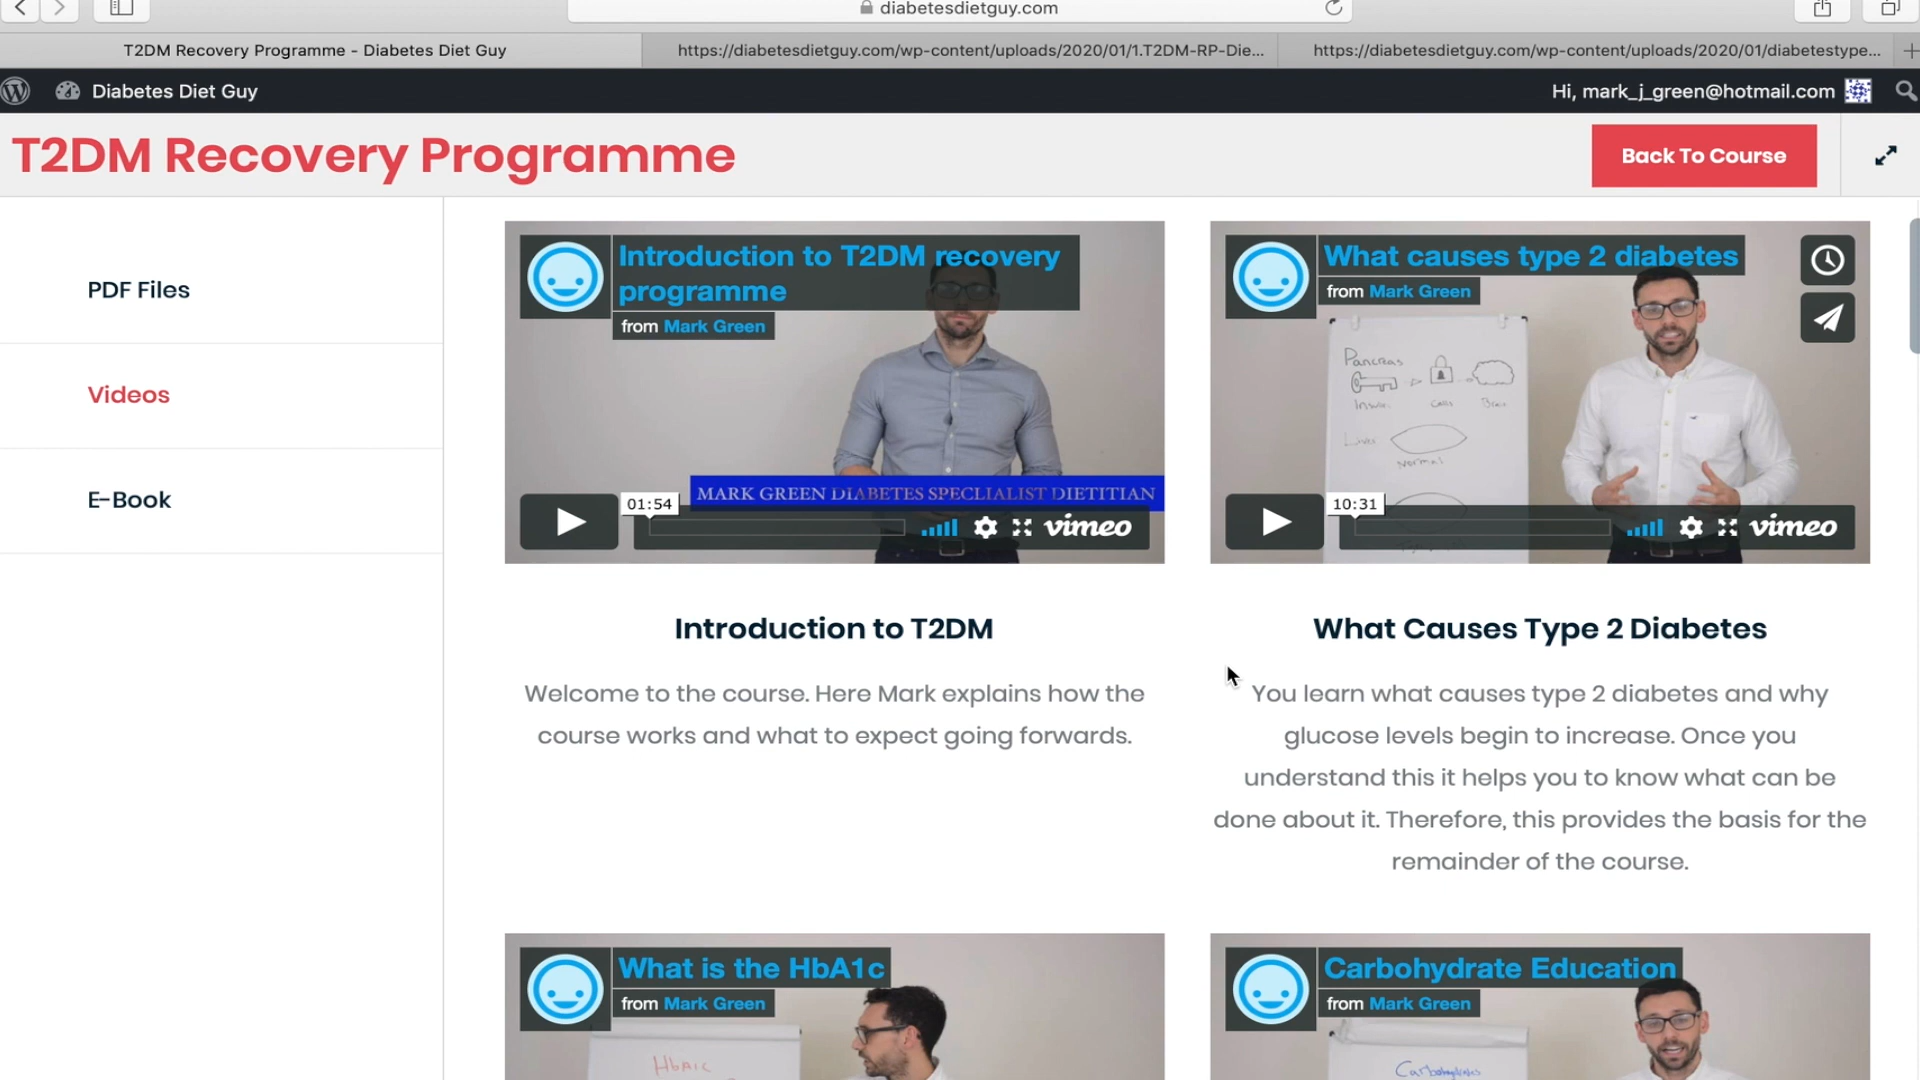 diabetesdietguy.com
T2DM Recovery Programme - Diabetes Diet Guy
https://diabetesdietguy.com/wp-content/uploads/2020/01/1.T2DM-RP-Die...
https://diabetesdietguy.com/wp-content/uploads/2020/01/diabetestype...
Diabetes Diet Guy
Hi, mark_j_green@hotmail.com
T2DM Recovery Programme
Back To Course
PDF Files
Videos
E-Book
Introduction to T2DM recovery
programme
from Mark Green
MARK GREEN DIABETES SPECLIALIST DIETITIAN
01:54
vimeo
Introduction to T2DM
Welcome to the course. Here Mark explains how the
course works and what to expect going forwards.
What causes type 2 diabetes
from Mark Green
Pancreas
Cells
Liver
Normal
10:31
vimeo
What Causes Type 2 Diabetes
You learn what causes type 2 diabetes and why
glucose levels begin to increase. Once you
understand this it helps you to know what can be
done about it. Therefore, this provides the basis for the
remainder of the course.
What is the HbA1c
from Mark Green
HbA1c
Carbohydrate Education
from Mark Green
Carbohydrates